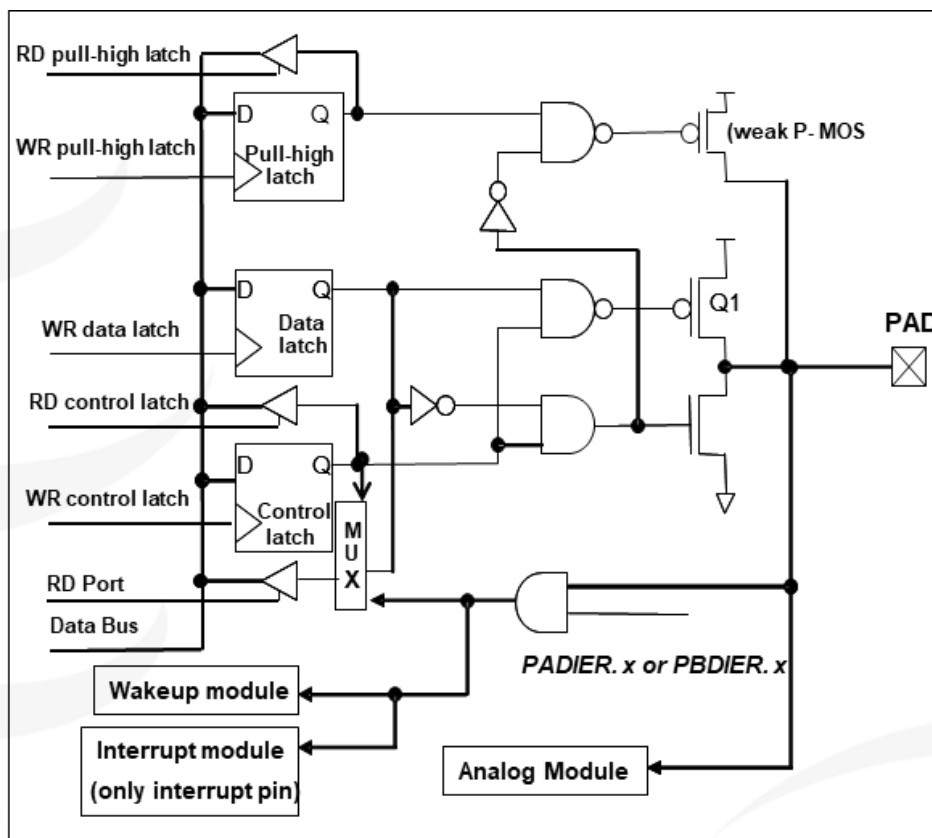 RD pull-high latch
D Q
WR pull-high latch
Pull-high
latch
(weak P- MOS
D Q
WR data latch
Data
latch
Q1
PAD
RD control latch
D Q
WR control latch
Control
latch
MUX
RD Port
Data Bus
PADIER. x or PBDIER. x
Wakeup module
Interrupt module
(only interrupt pin)
Analog Module